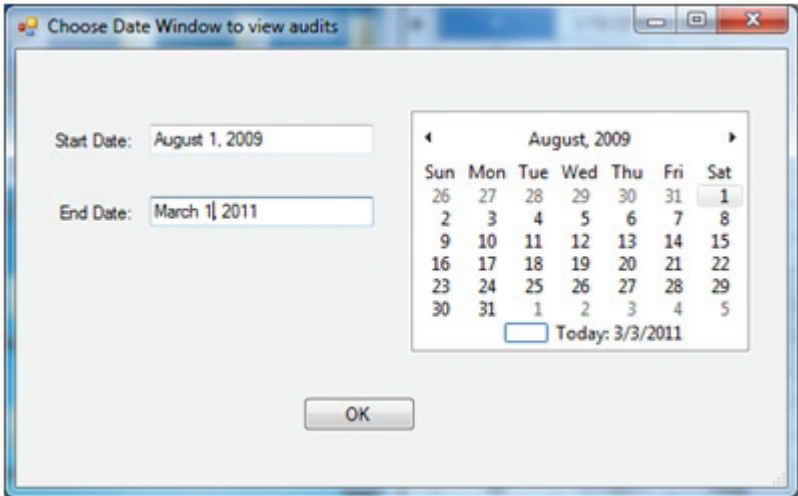 Choose Date Window to view audits
Start Date: August 1, 2009
End Date: March 1, 2011
August, 2009
Sun Mon Tue Wed Thu Fri Sat
26 27 28 29 30 31 1
2 3 4 5 6 7 8
9 10 11 12 13 14 15
16 17 18 19 20 21 22
23 24 25 26 27 28 29
30 31 1 2 3 4 5
Today: 3/3/2011
OK